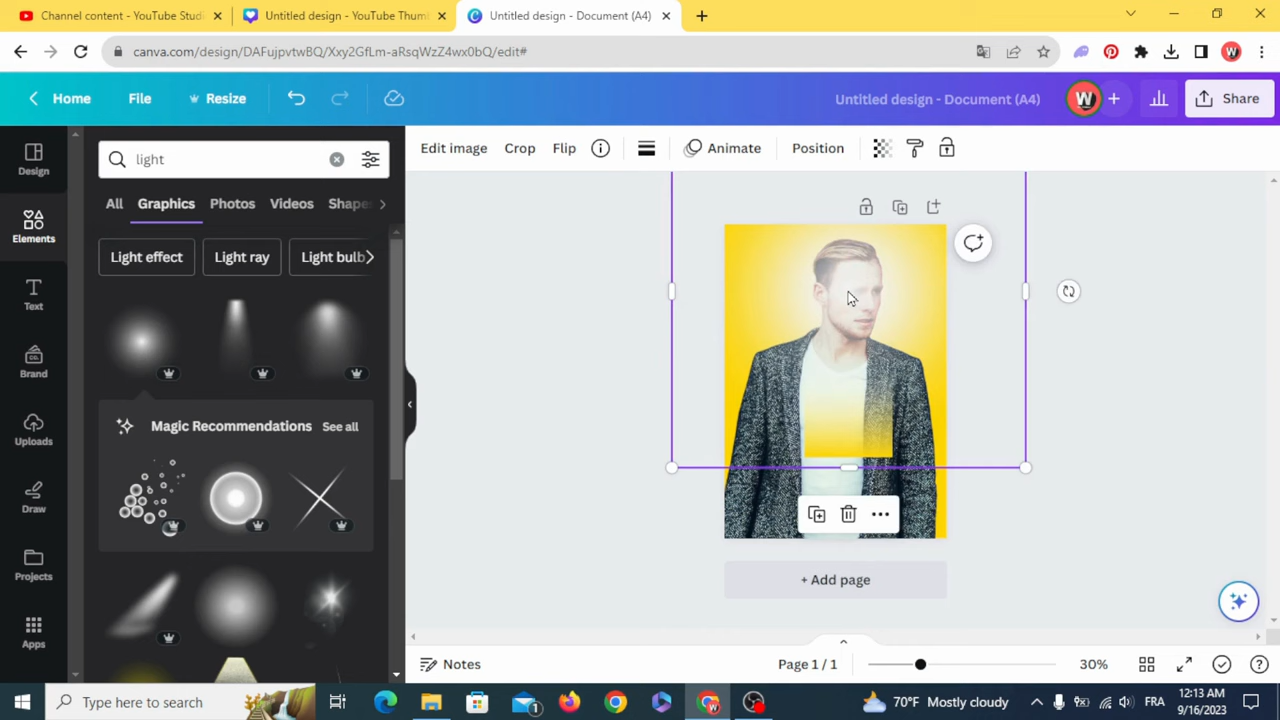 Channel content - YouTube Studi
Untitled design - YouTube Thum
Untitled design - Document (A4)
canva.com/design/DAFujpvtwBQ/Xxy2GfLm-aRsqWzZ4wx0bQ/edit#
Home
File
Resize
Untitled design - Document (A4)
W
Share
Design
Elements
Text
Brand
Uploads
Draw
Projects
Apps
light
All
Graphics
Photos
Videos
Shape
Light effect
Light ray
Light bulb
Magic Recommendations
See all
Edit image
Crop
Flip
Animate
Position
+ Add page
Notes
Page 1 / 1
30%
Type here to search
70°F Mostly cloudy
FRA
12:13 AM
9/16/2023